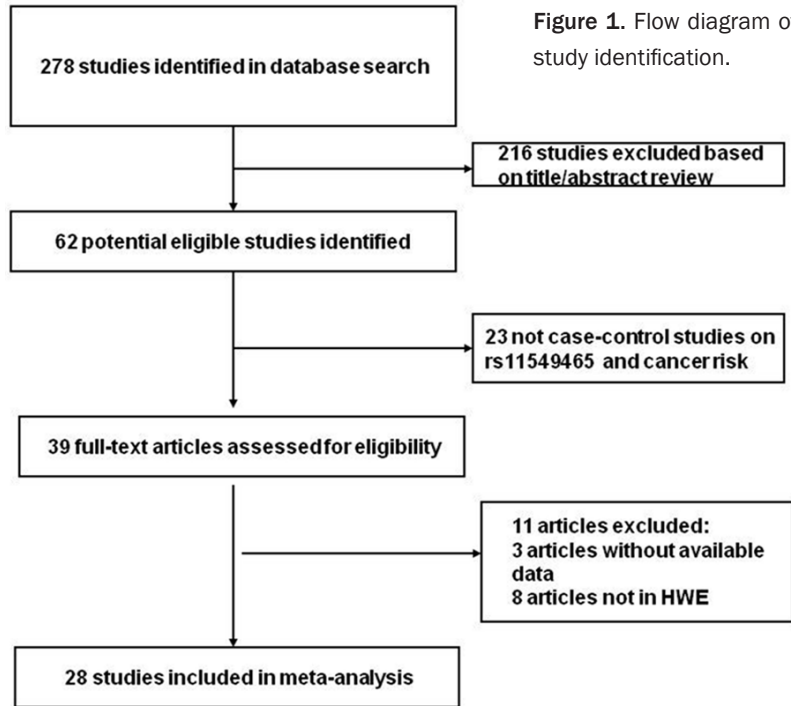 Figure 1. Flow diagram of
study identification.
278 studies identified in database search
216 studies excluded based
on title/abstract review
62 potential eligible studies identified
23 not case-control studies on
rs11549465 and cancer risk
39 full-text articles assessed for eligibility
11 articles excluded:
3 articles without available
data
8 articles not in HWE
28 studies included in meta-analysis